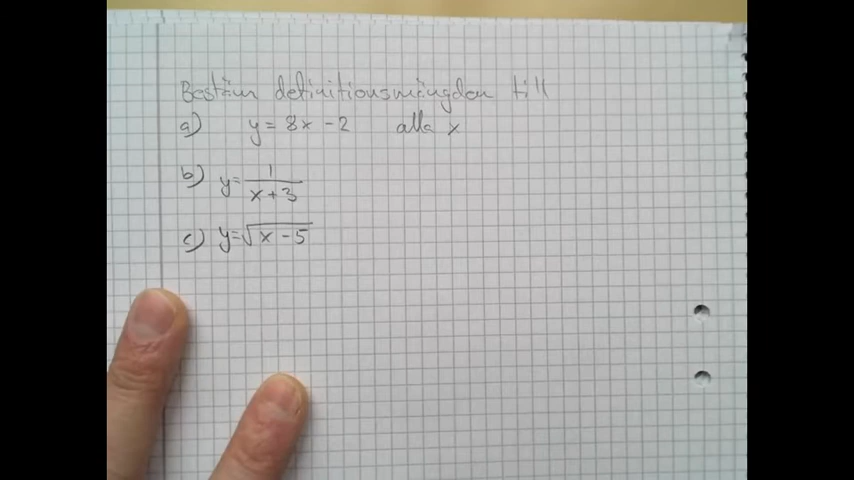 Bestäm definitionsmängden till
a) y = 8x - 2 alla x
b) y = 1/(x+3)
c) y = √(x-5)